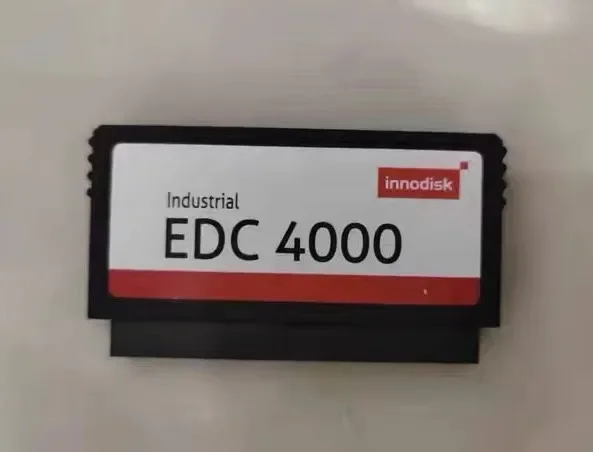 innodisk
Industrial
EDC 4000